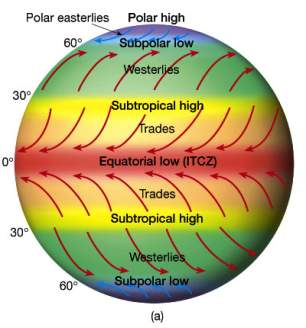 Polar easterlies
Polar high
60°
Subpolar low
Westerlies
30°
Subtropical high
Trades
0°
Equatorial low (ITCZ)
Trades
Subtropical high
30°
Westerlies
Subpolar low
60°
(a)